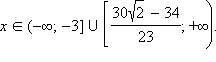 x ∈ (−∞; −3] ∪ [ (30√2 − 34)/23 ; +∞ ).